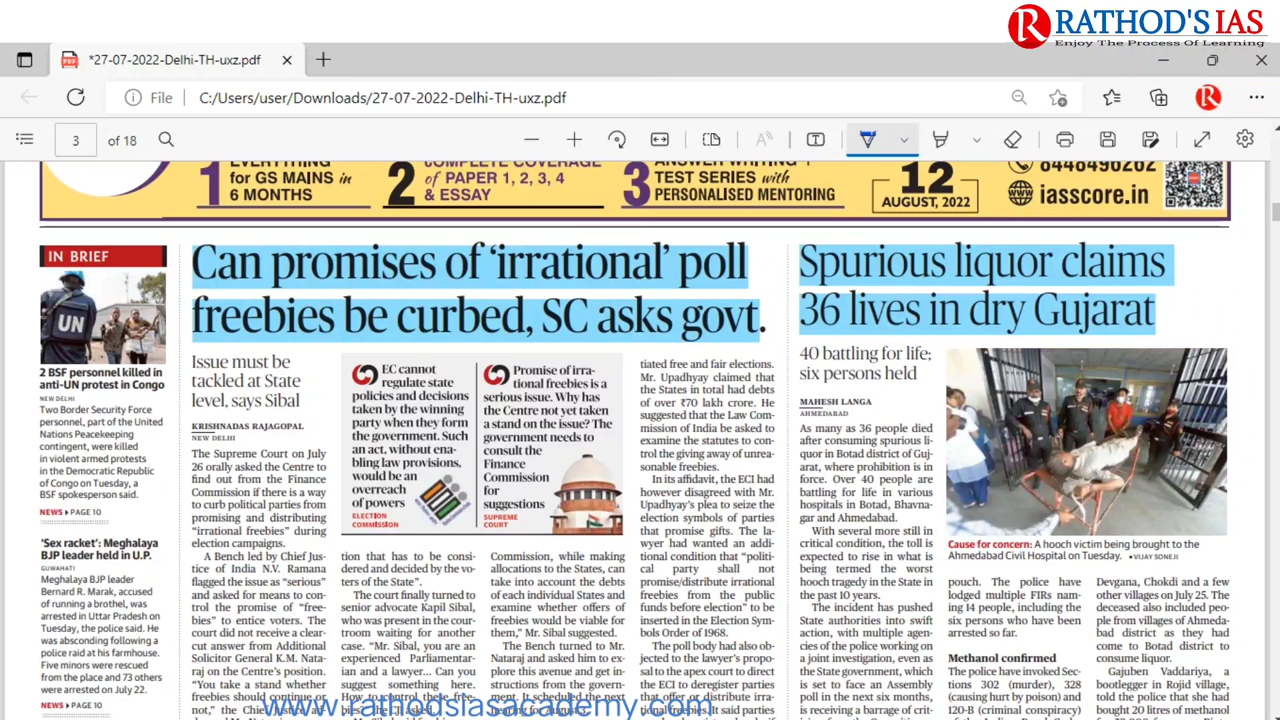 RATHOD'S IAS
Enjoy The Process Of Learning
*27-07-2022-Delhi-TH-uxz.pdf
File
C:/Users/user/Downloads/27-07-2022-Delhi-TH-uxz.pdf
3 of 18
1 EVERYTHING
for GS MAINS in
6 MONTHS
2 COMPLETE COVERAGE
of PAPER 1, 2, 3, 4
& ESSAY
3 ANSWER WRITING +
TEST SERIES with
PERSONALISED MENTORING
12
AUGUST, 2022
8448496262
iasscore.in
IN BRIEF
UN
2 BSF personnel killed in
anti-UN protest in Congo
NEW DELHI
Two Border Security Force
personnel, part of the United
Nations Peacekeeping
contingent, were killed
in violent armed protests
in the Democratic Republic
of Congo on Tuesday, a
BSF spokesperson said.
NEWS PAGE 10
'Sex racket': Meghalaya
BJP leader held in U.P.
GUWAHATI
Meghalaya BJP leader
Bernard R. Marak, accused
of running a brothel, was
arrested in Uttar Pradesh on
Tuesday, the police said. He
was absconding following a
police raid at his farmhouse.
Five minors were rescued
from the place and 73 others
were arrested on July 22.
NEWS PAGE 10
Can promises of 'irrational' poll
freebies be curbed, SC asks govt.
Issue must be
tackled at State
level, says Sibal
KRISHNADAS RAJAGOPAL
NEW DELHI
The Supreme Court on July
26 orally asked the Centre to
find out from the Finance
Commission if there is a way
to curb political parties from
promising and distributing
"irrational freebies" during
election campaigns.
A Bench led by Chief Jus-
tice of India N.V. Ramana
flagged the issue as "serious"
and asked for means to con-
trol the promise of "free-
bies" to entice voters. The
court did not receive a clear-
cut answer from Additional
Solicitor General K.M. Nata-
raj on the Centre's position.
"You take a stand whether
freebies should continue or
not," the Chief Justice
EC cannot
regulate state
policies and decisions
taken by the winning
party when they form
the government. Such
an act, without ena-
bling law provisions,
would be an
overreach
of powers
ELECTION
COMMISSION
Promise of irra-
tional freebies is a
serious issue. Why has
the Centre not yet taken
a stand on the issue? The
government needs to
consult the
Finance
Commission
for
suggestions
SUPREME
COURT
tion that has to be consi-
dered and decided by the vo-
ters of the State".
The court finally turned to
senior advocate Kapil Sibal,
who was present in the court-
room waiting for another
case. "Mr. Sibal, you are an
experienced Parliamentar-
ian and a lawyer... Can you
suggest something here.
How to control the free-
bies," the CJI asked.
Commission, while making
allocations to the States, can
take into account the debts
of each individual States and
examine whether offers of
freebies would be viable for
them," Mr. Sibal suggested.
The Bench turned to Mr.
Nataraj and asked him to ex-
plore this avenue and get in-
structions from the govern-
ment. It scheduled the next
tiated free and fair elections.
Mr. Upadhyay claimed that
the States in total had debts
of over ₹70 lakh crore. He
suggested that the Law Com-
mission of India be asked to
examine the statutes to con-
trol the giving away of unrea-
sonable freebies.
In its affidavit, the ECI had
however disagreed with Mr.
Upadhyay's plea to seize the
election symbols of parties
that promise gifts. The la-
wyer had wanted an addi-
tional condition that "politi-
cal party shall not
promise/distribute irrational
freebies from the public
funds before election" to be
inserted in the Election Sym-
bols Order of 1968.
The poll body had also ob-
jected to the lawyer's propo-
sal to the apex court to direct
the ECI to deregister parties
that offer or distribute irra-
tional freebies. It said parties
Spurious liquor claims
36 lives in dry Gujarat
40 battling for life;
six persons held
MAHESH LANGA
AHMEDABAD
As many as 36 people died
after consuming spurious li-
quor in Botad district of Guj-
arat, where prohibition is in
force. Over 40 people are
battling for life in various
hospitals in Botad, Bhavna-
gar and Ahmedabad.
With several more still in
critical condition, the toll is
expected to rise in what is
being termed the worst
hooch tragedy in the State in
the past 10 years.
The incident has pushed
State authorities into swift
action, with multiple agen-
cies of the police working on
a joint investigation, even as
the State government, which
is set to face an Assembly
poll in the next six months,
is receiving a barrage of crit-
Cause for concern: A hooch victim being brought to the
Ahmedabad Civil Hospital on Tuesday. • VIJAY SONEJI
pouch. The police have
lodged multiple FIRs nam-
ing 14 people, including the
six persons who have been
arrested so far.
Methanol confirmed
The police have invoked Sec-
tions 302 (murder), 328
(causing hurt by poison) and
120-B (criminal conspiracy)
Devgana, Chokdi and a few
other villages on July 25. The
deceased also included peo-
ple from villages of Ahmeda-
bad district as they had
come to Botad district to
consume liquor.
Gajuben Vaddariya, a
bootlegger in Rojid village,
told the police that she had
bought 20 litres of methanol
www.rathodsiasacademy.com